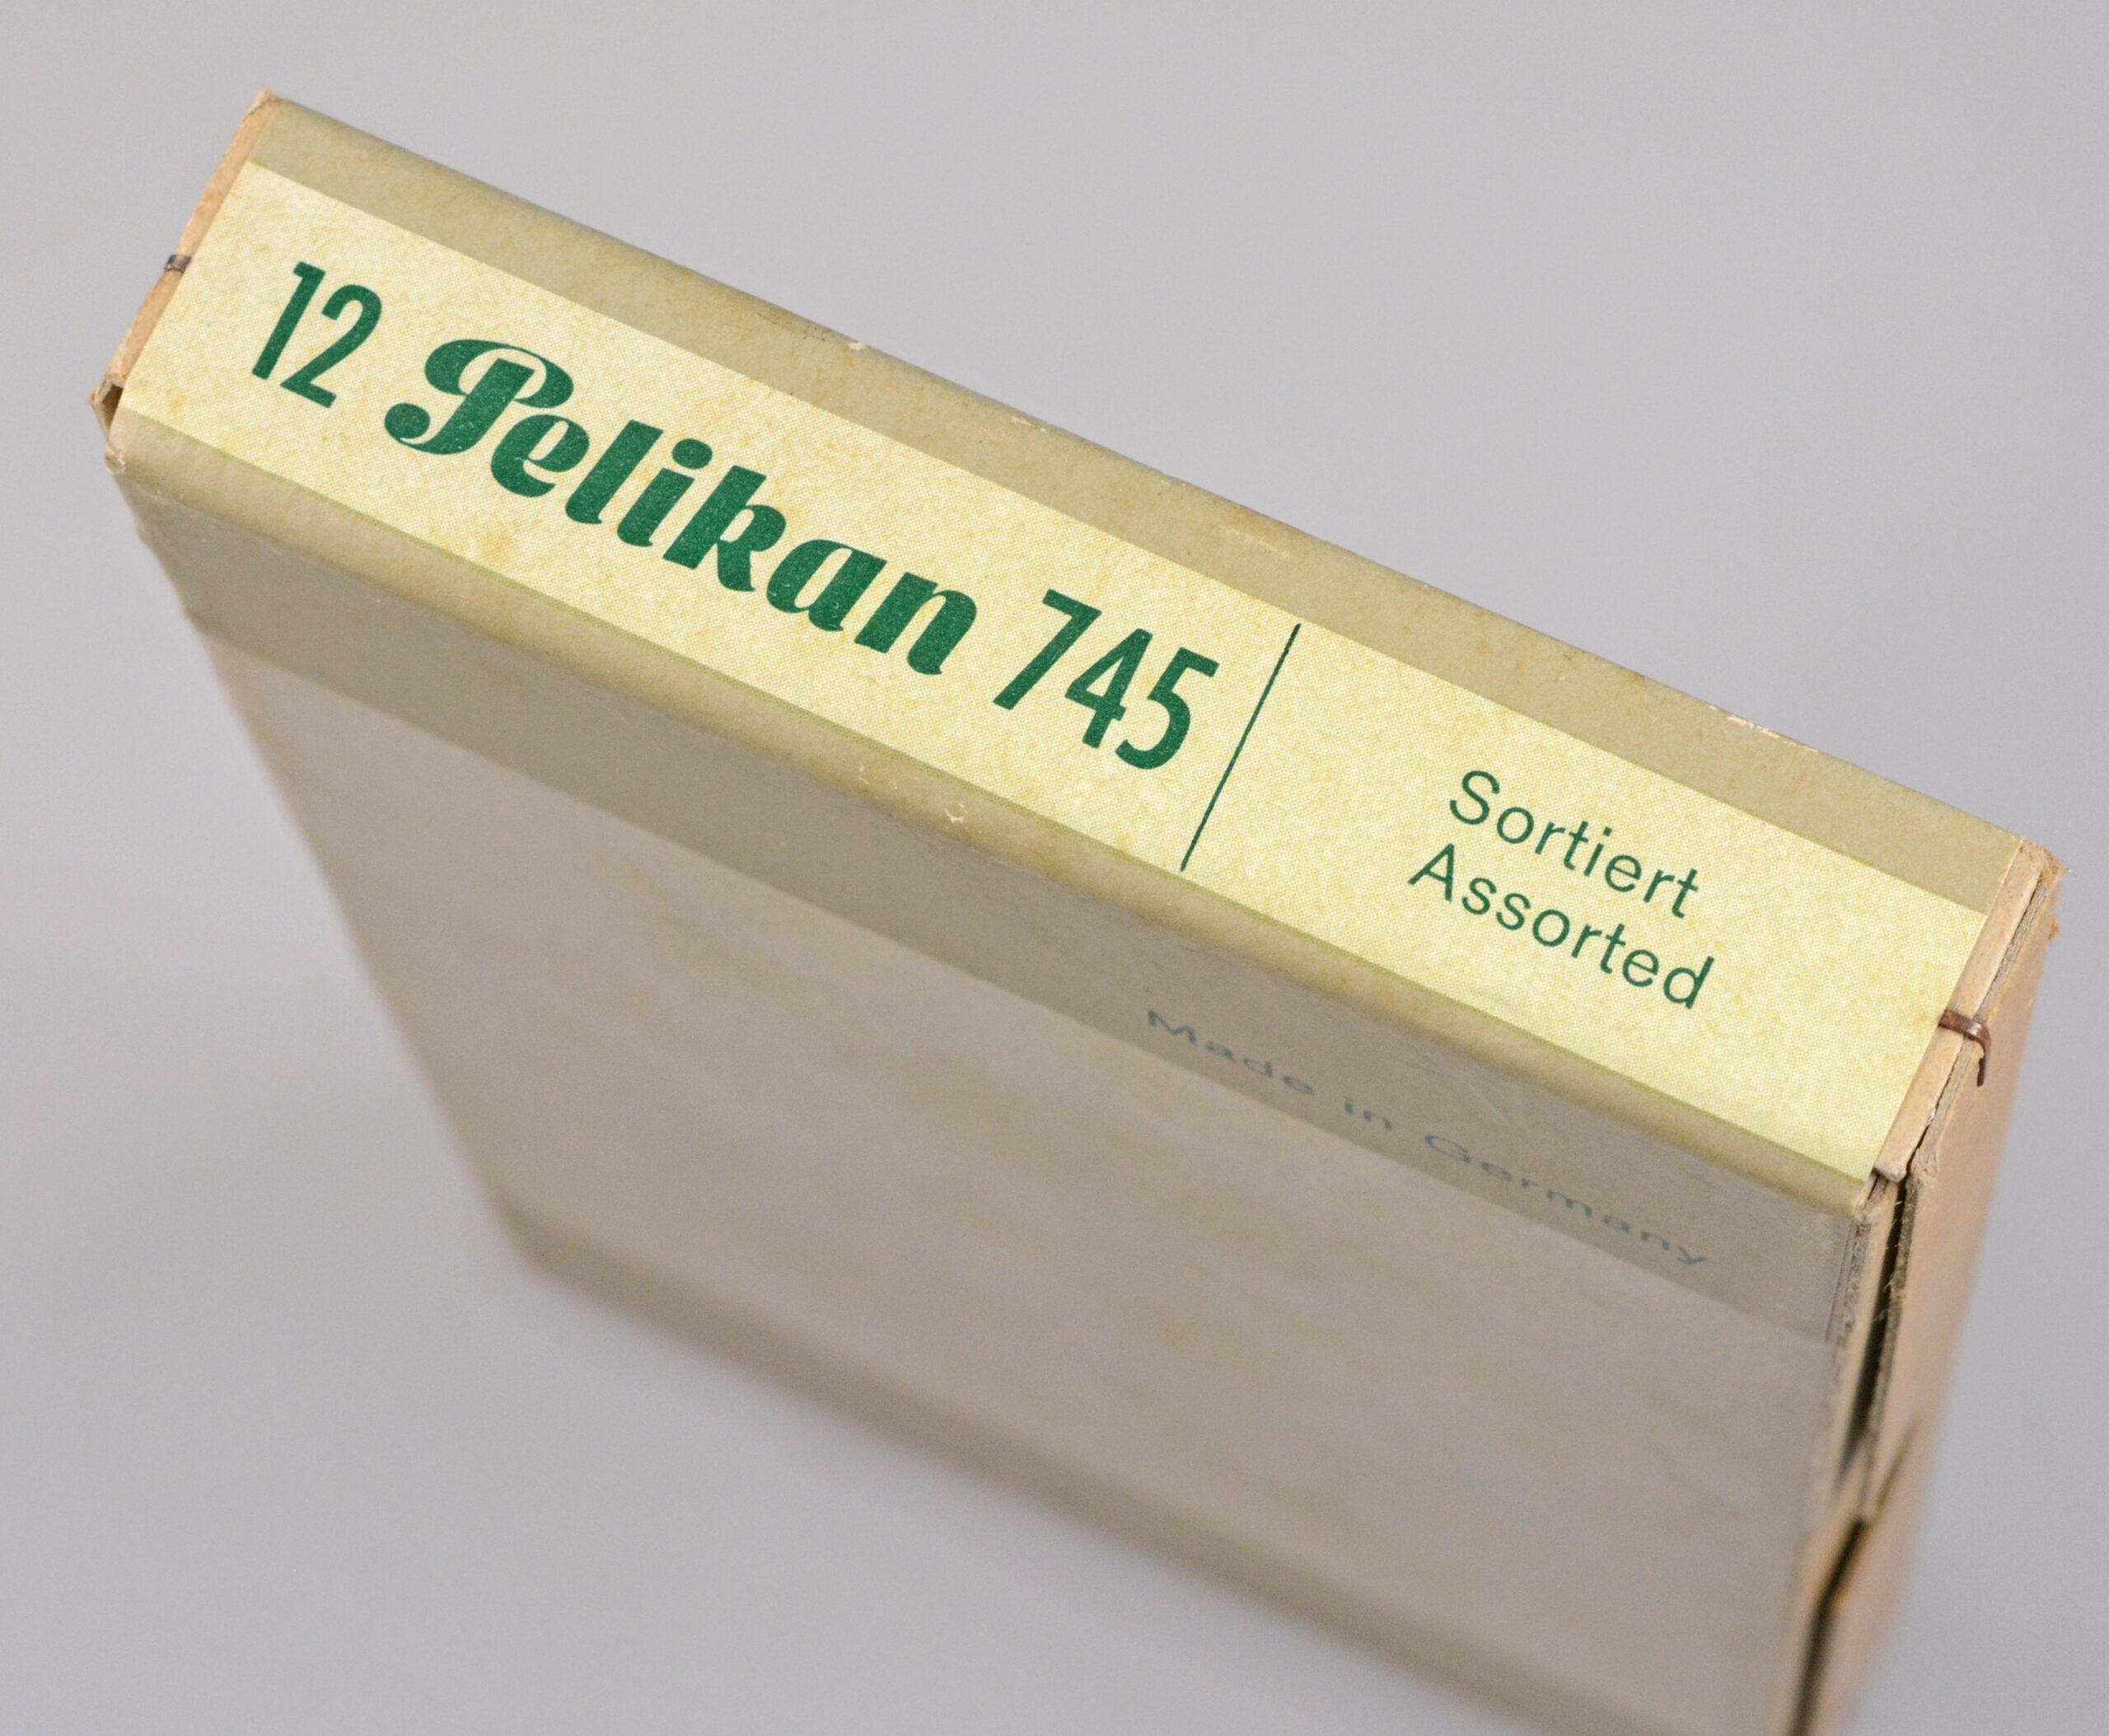 12 Pelikan 745
Sortiert
Assorted
Made in Germany